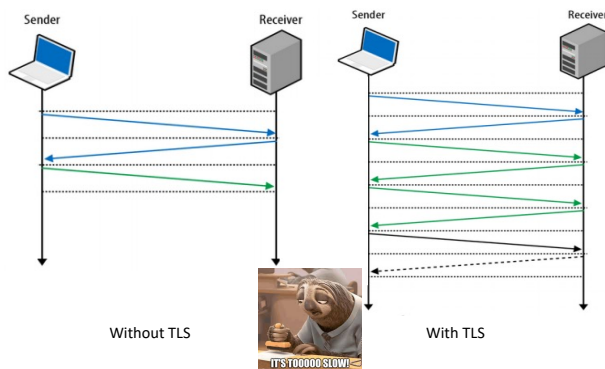 Sender
Receiver
Sender
Receiver
Without TLS
With TLS
IT'S TOOOOO SLOW!